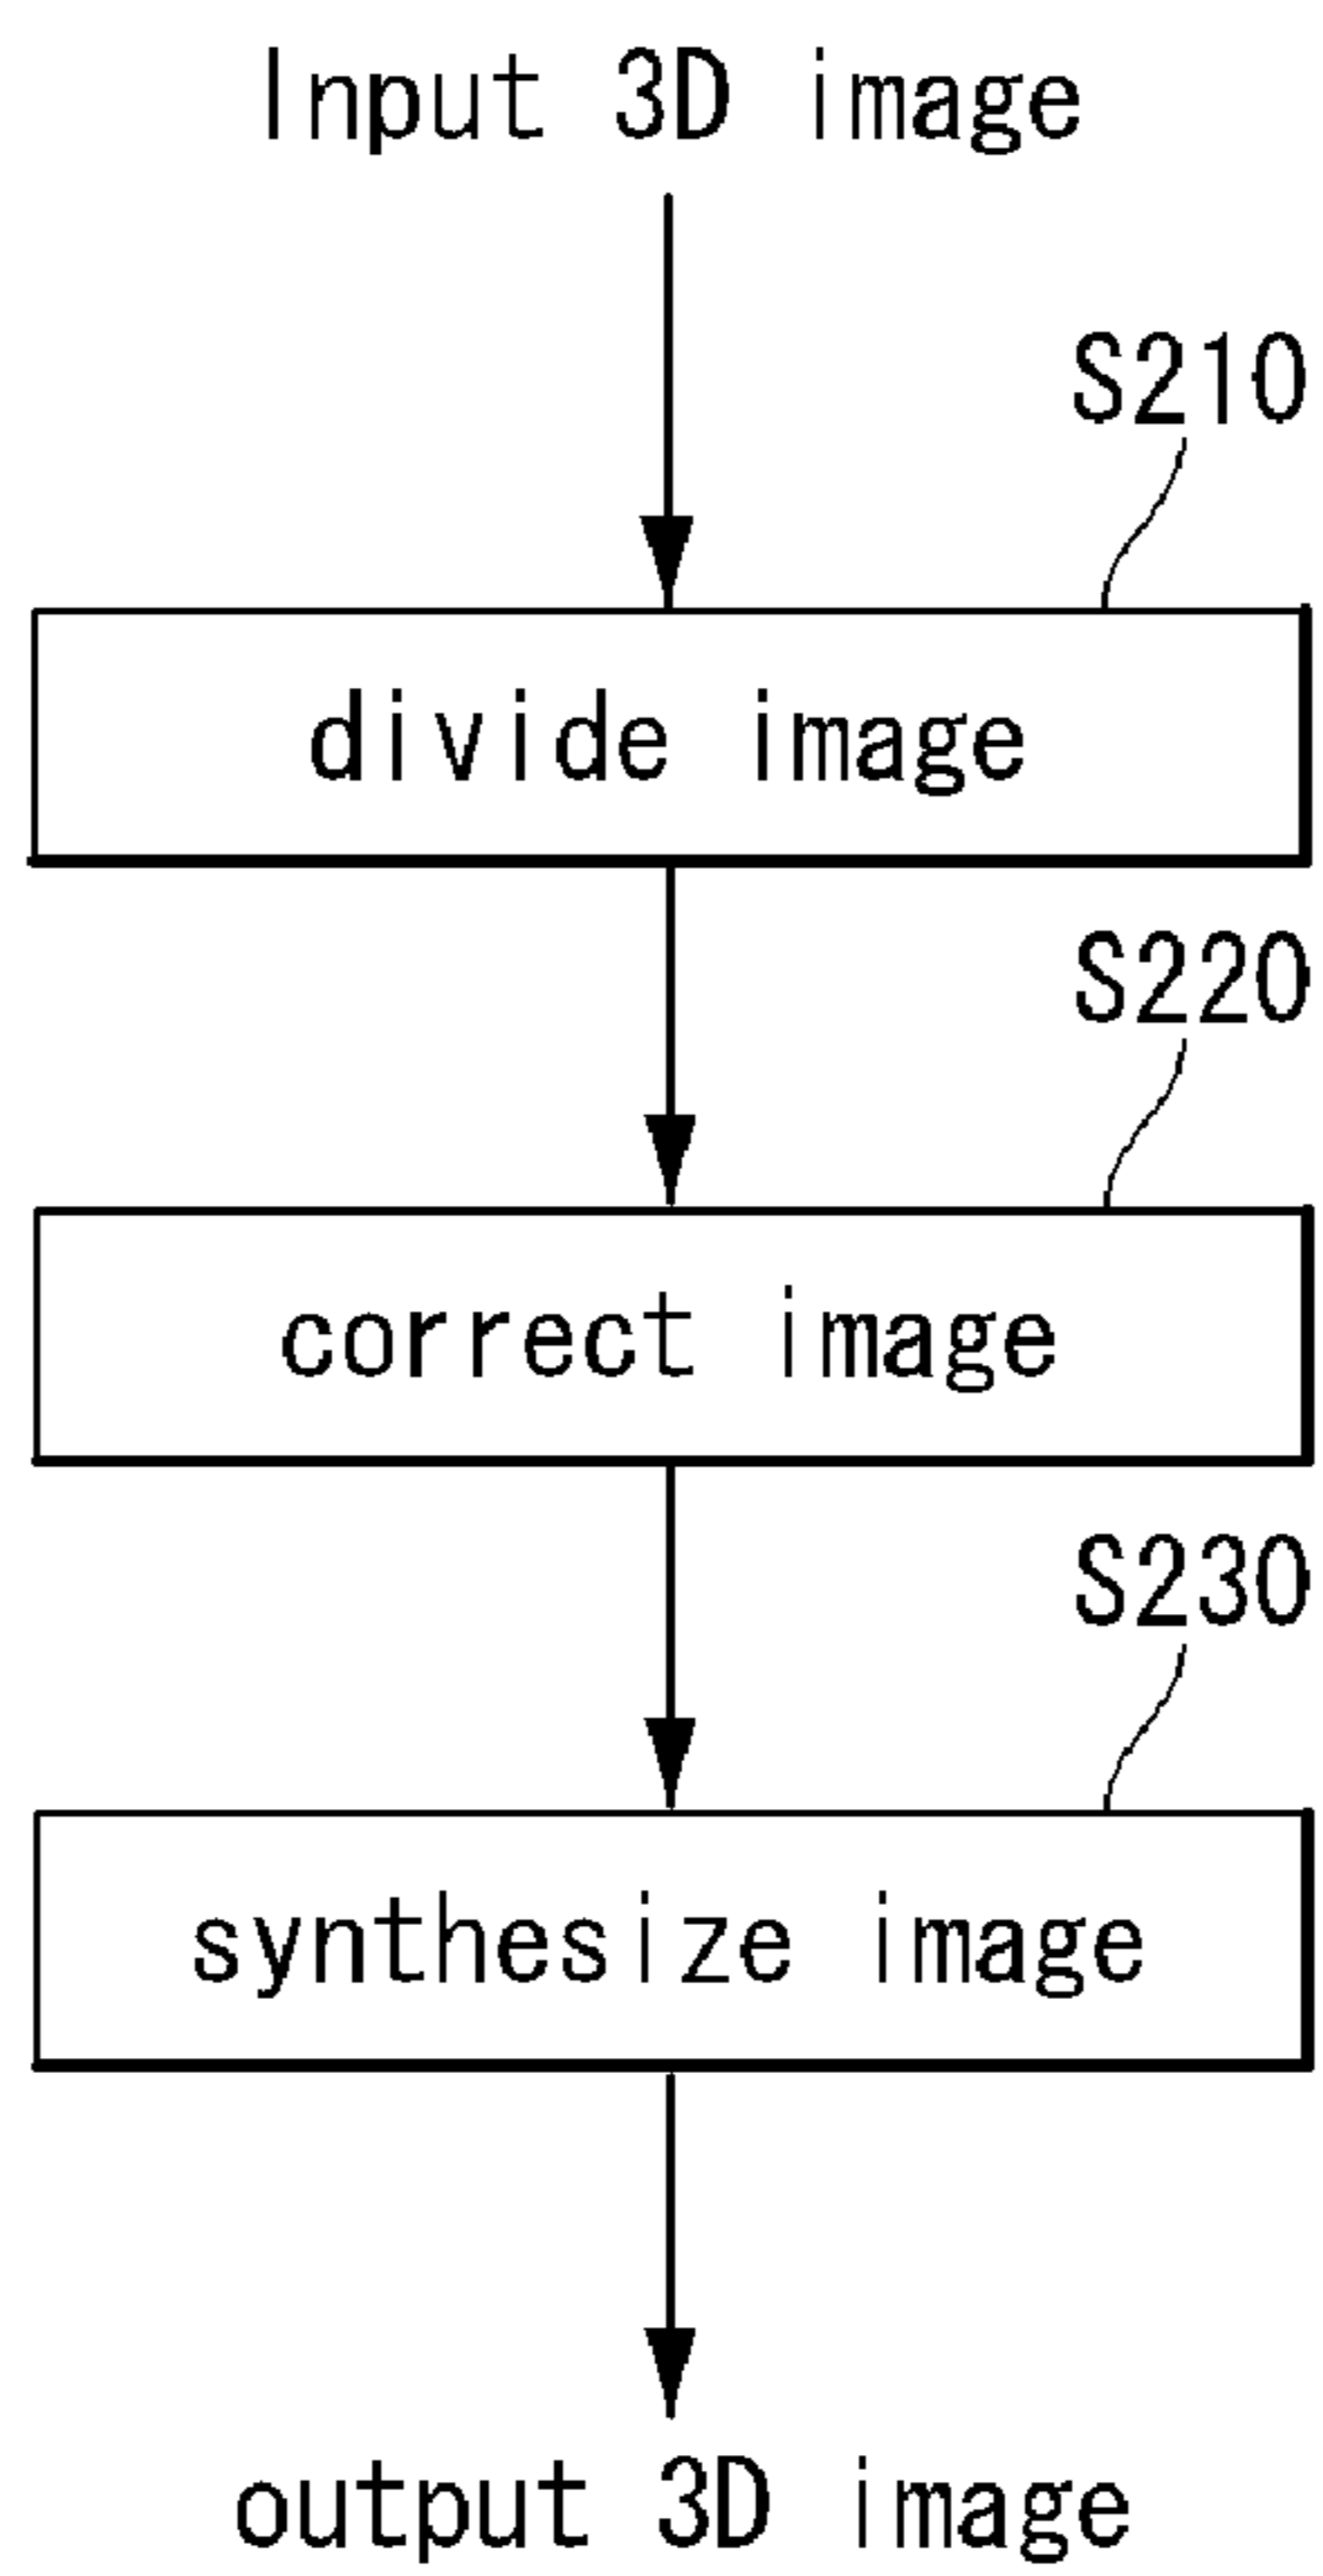 Input 3D image
S210
divide image
S220
correct image
S230
synthesize image
output 3D image